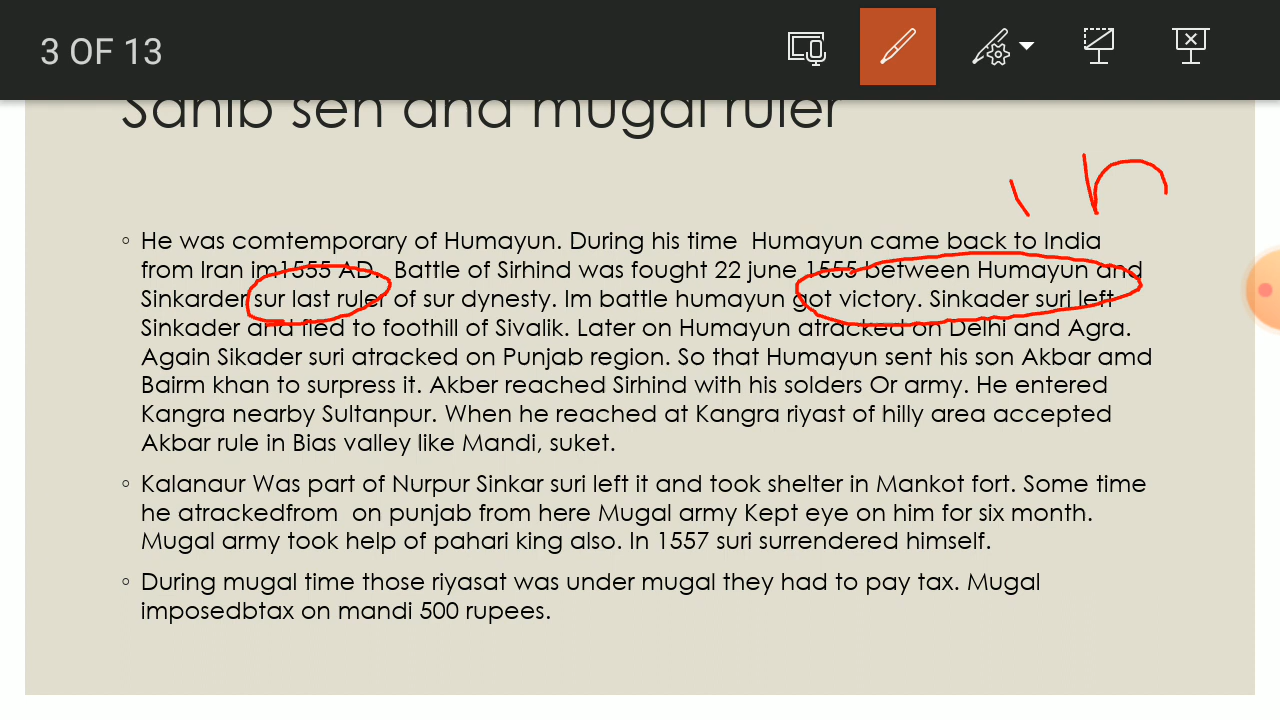 3 OF 13
Sahib sen and mugal ruler
◦ He was comtemporary of Humayun. During his time  Humayun came back to India
from Iran im1555 AD.  Battle of Sirhind was fought 22 june 1555 between Humayun and
Sinkarder sur last ruler of sur dynesty. Im battle humayun got victory. Sinkader suri left
Sinkader and fled to foothill of Sivalik. Later on Humayun atracked on Delhi and Agra.
Again Sikader suri atracked on Punjab region. So that Humayun sent his son Akbar amd
Bairm khan to surpress it. Akber reached Sirhind with his solders Or army. He entered
Kangra nearby Sultanpur. When he reached at Kangra riyast of hilly area accepted
Akbar rule in Bias valley like Mandi, suket.
◦ Kalanaur Was part of Nurpur Sinkar suri left it and took shelter in Mankot fort. Some time
he atrackedfrom  on punjab from here Mugal army Kept eye on him for six month.
Mugal army took help of pahari king also. In 1557 suri surrendered himself.
◦ During mugal time those riyasat was under mugal they had to pay tax. Mugal
imposedbtax on mandi 500 rupees.